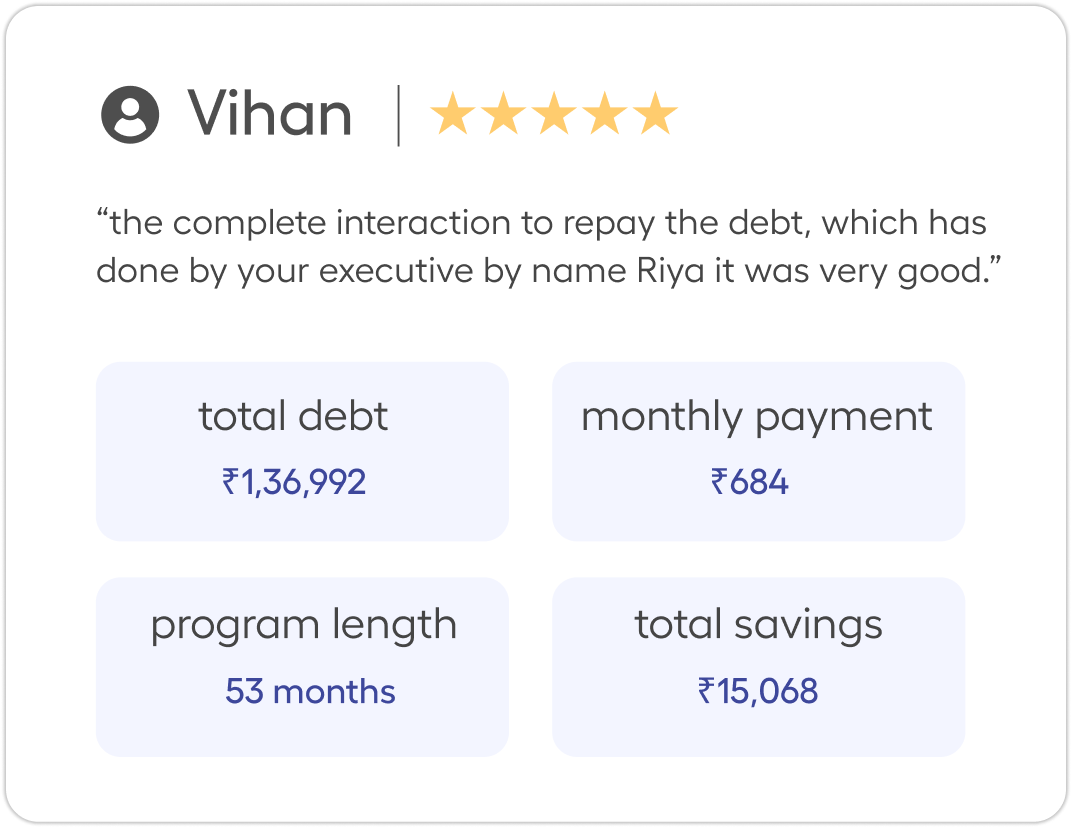 Vihan
“the complete interaction to repay the debt, which has
done by your executive by name Riya it was very good.”
total debt
₹1,36,992
monthly payment
₹684
program length
53 months
total savings
₹15,068